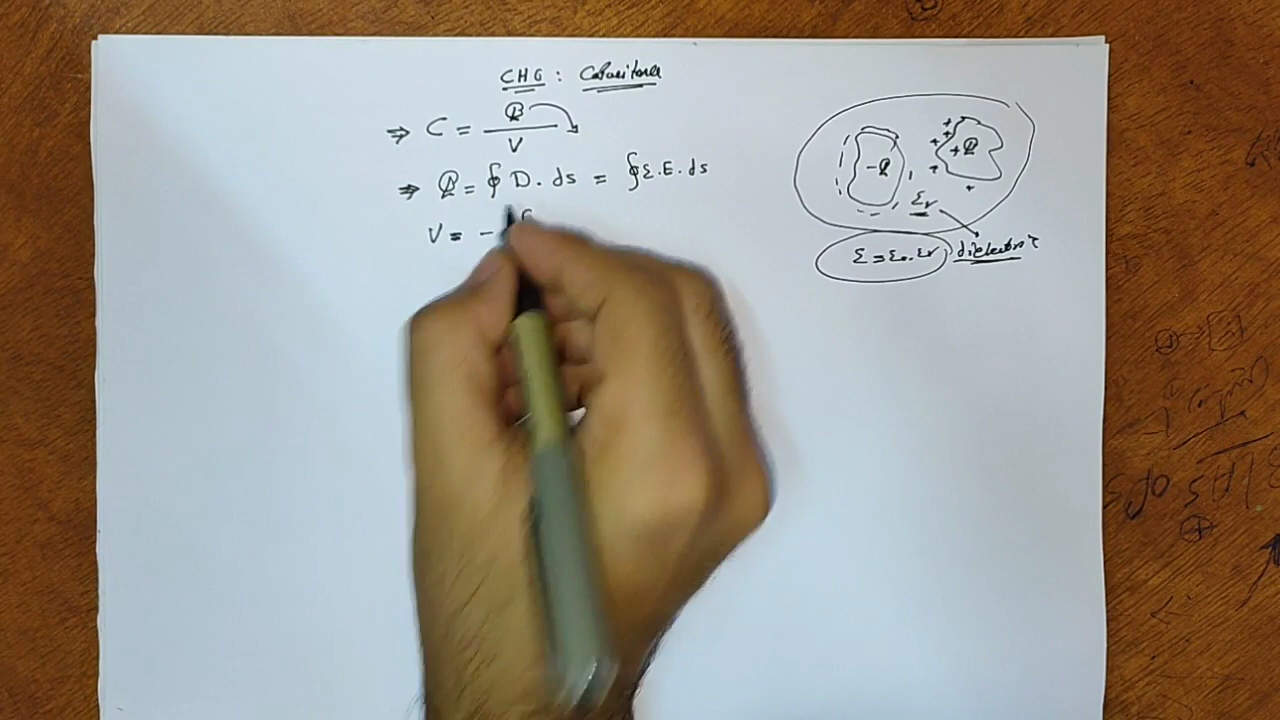 CH6 : Capacitance
⇒ C = Q / V
⇒ Q = ∮ D . ds = ∮ε.E.ds
V = - ∫
-Q
+Q
εr
ε = ε₀.εr dielectric